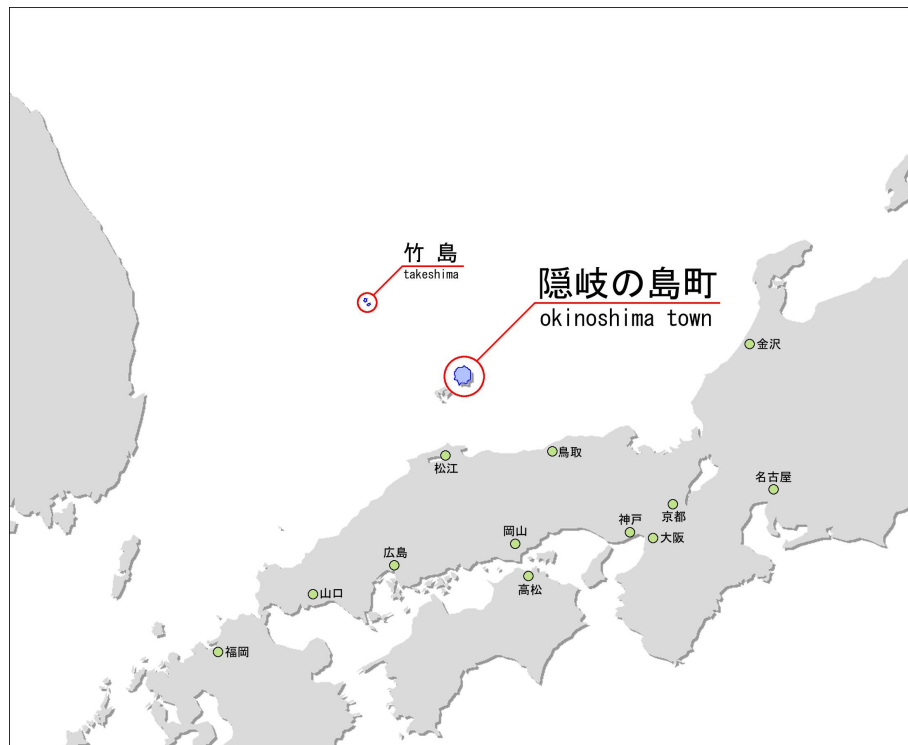 竹島
takeshima
隠岐の島町
okinoshima town
金沢
鳥取
松江
名古屋
京都
神戸
大阪
岡山
広島
高松
山口
福岡